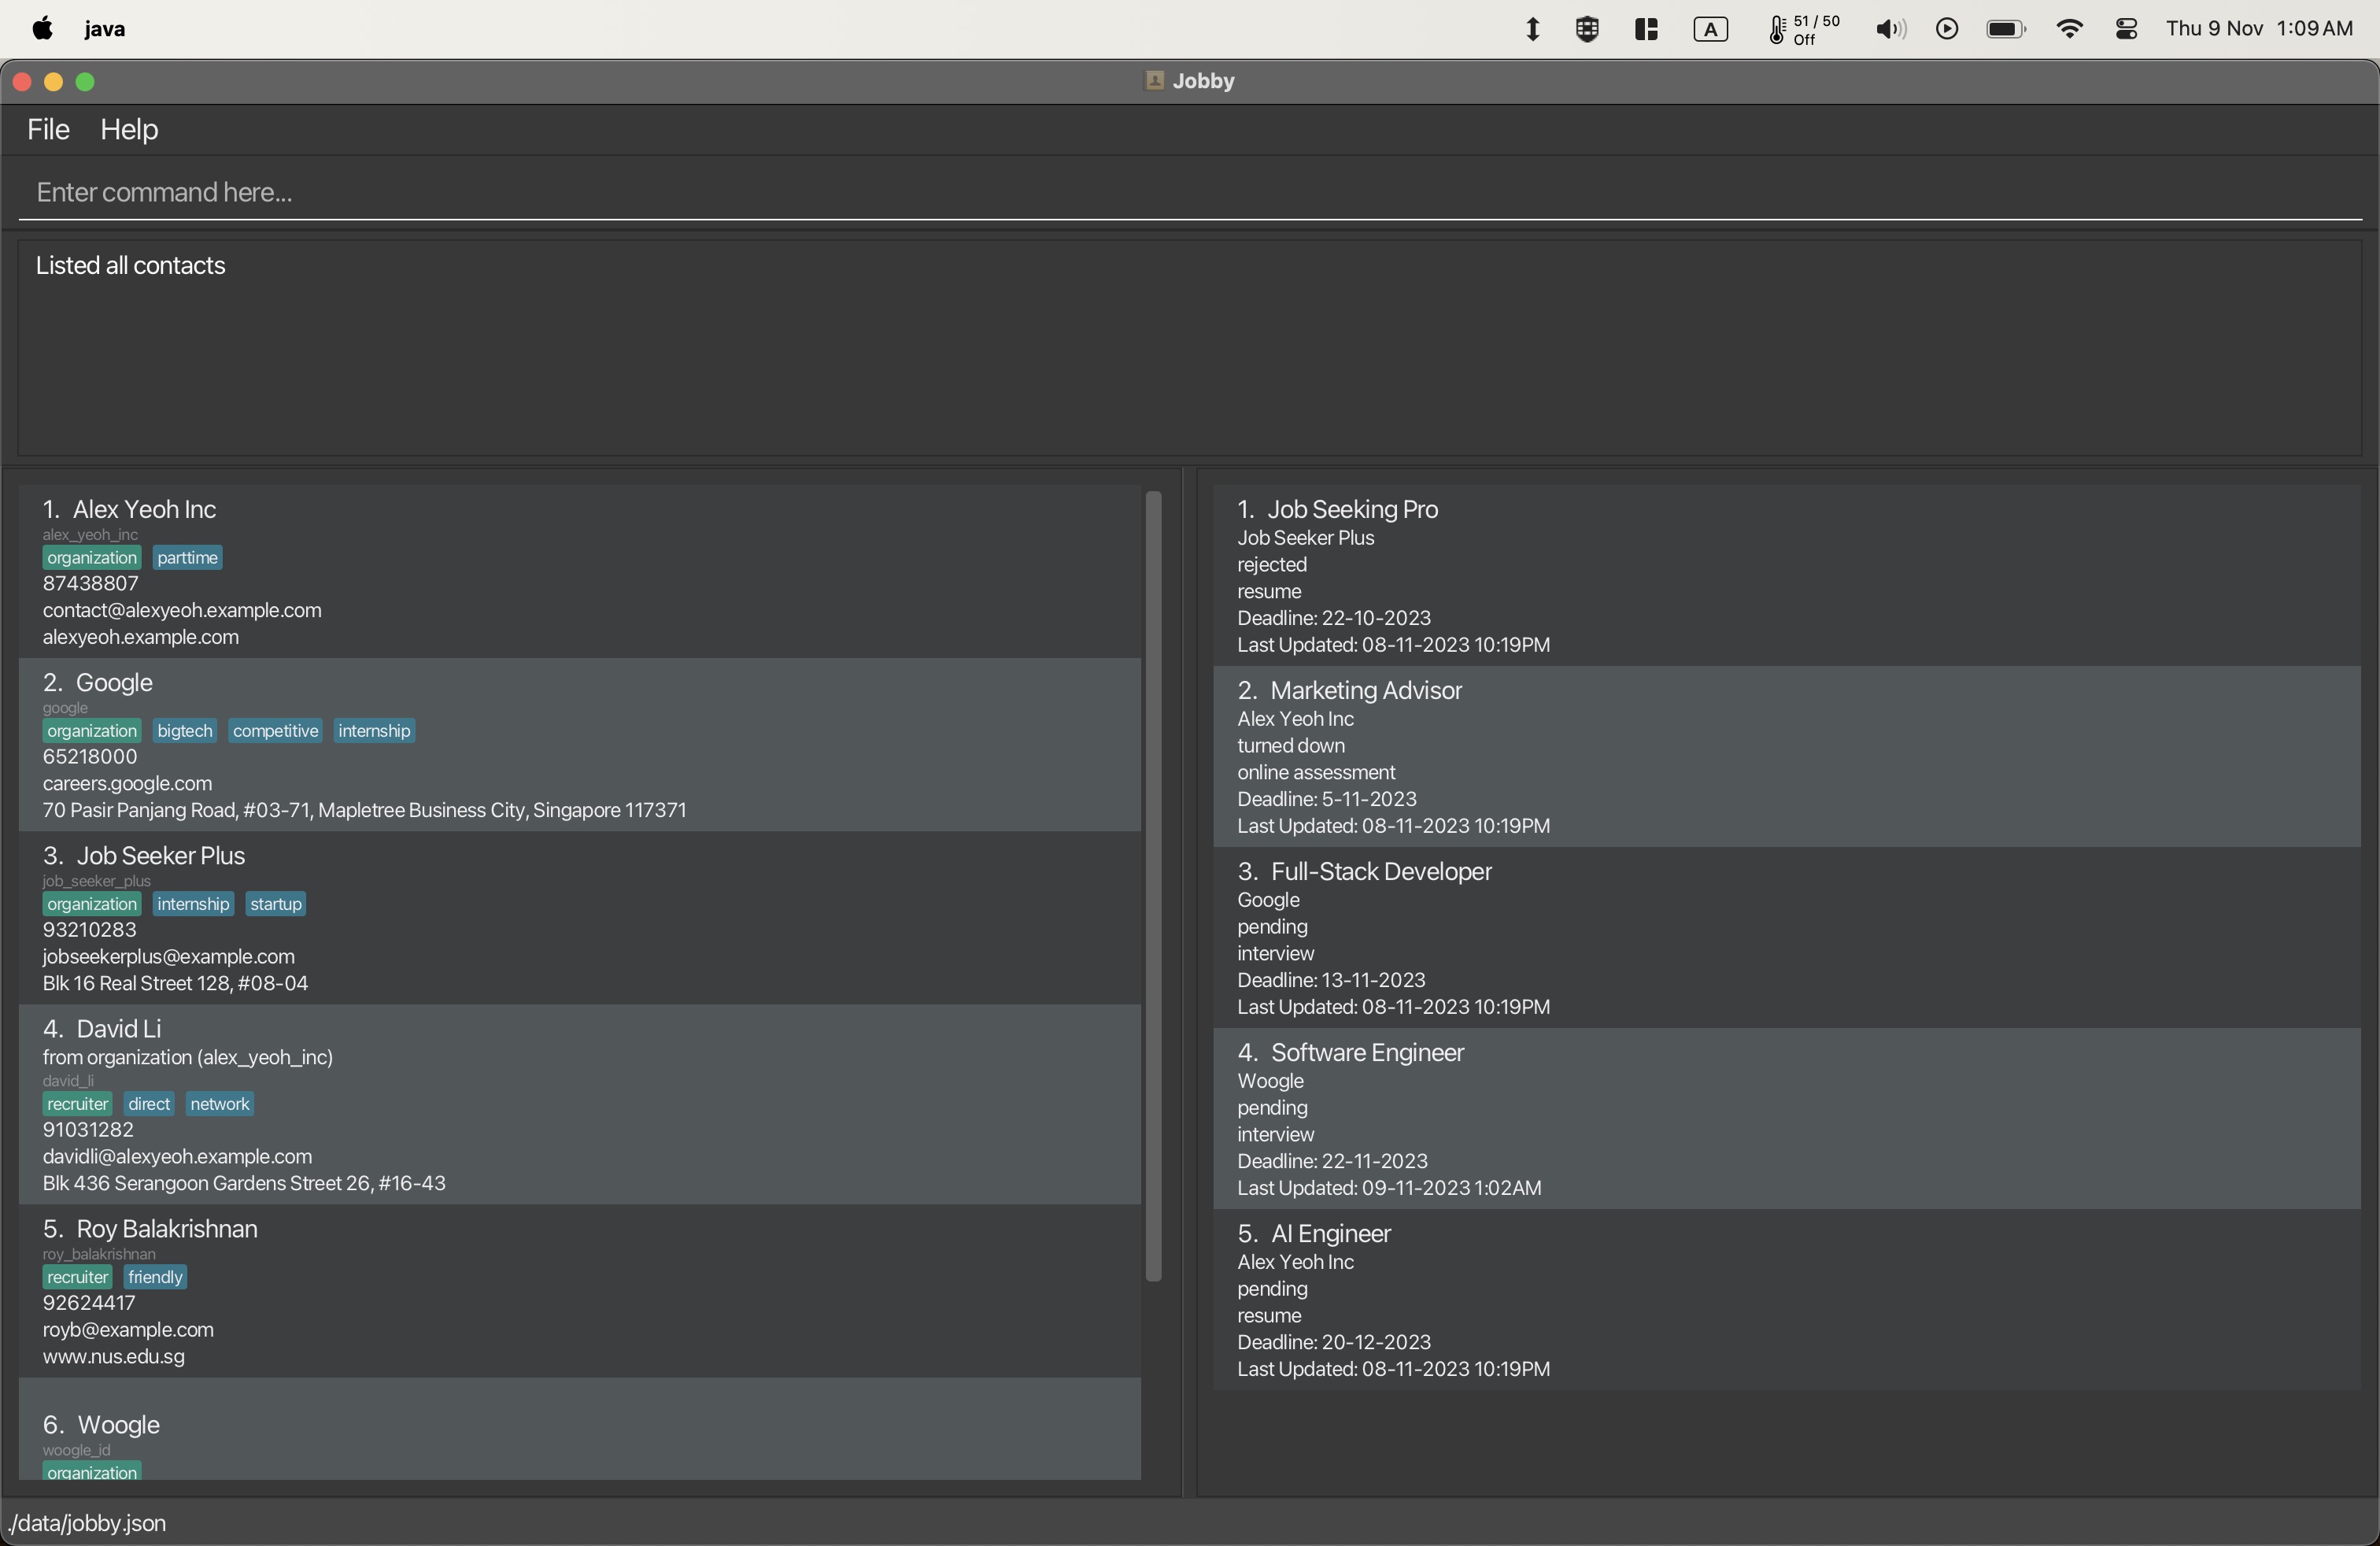 java
A
51 / 50
Off
Thu 9 Nov 1:09 AM
Jobby
File Help
Enter command here...
Listed all contacts
1. Alex Yeoh Inc
alex_yeoh_inc
organization parttime
87438807
contact@alexyeoh.example.com
alexyeoh.example.com
2. Google
google
organization bigtech competitive internship
65218000
careers.google.com
70 Pasir Panjang Road, #03-71, Mapletree Business City, Singapore 117371
3. Job Seeker Plus
job_seeker_plus
organization internship startup
93210283
jobseekerplus@example.com
Blk 16 Real Street 128, #08-04
4. David Li
from organization (alex_yeoh_inc)
david_li
recruiter direct network
91031282
davidli@alexyeoh.example.com
Blk 436 Serangoon Gardens Street 26, #16-43
5. Roy Balakrishnan
roy_balakrishnan
recruiter friendly
92624417
royb@example.com
www.nus.edu.sg
6. Woogle
woogle_id
organization
1. Job Seeking Pro
Job Seeker Plus
rejected
resume
Deadline: 22-10-2023
Last Updated: 08-11-2023 10:19PM
2. Marketing Advisor
Alex Yeoh Inc
turned down
online assessment
Deadline: 5-11-2023
Last Updated: 08-11-2023 10:19PM
3. Full-Stack Developer
Google
pending
interview
Deadline: 13-11-2023
Last Updated: 08-11-2023 10:19PM
4. Software Engineer
Woogle
pending
interview
Deadline: 22-11-2023
Last Updated: 09-11-2023 1:02AM
5. AI Engineer
Alex Yeoh Inc
pending
resume
Deadline: 20-12-2023
Last Updated: 08-11-2023 10:19PM
./data/jobby.json